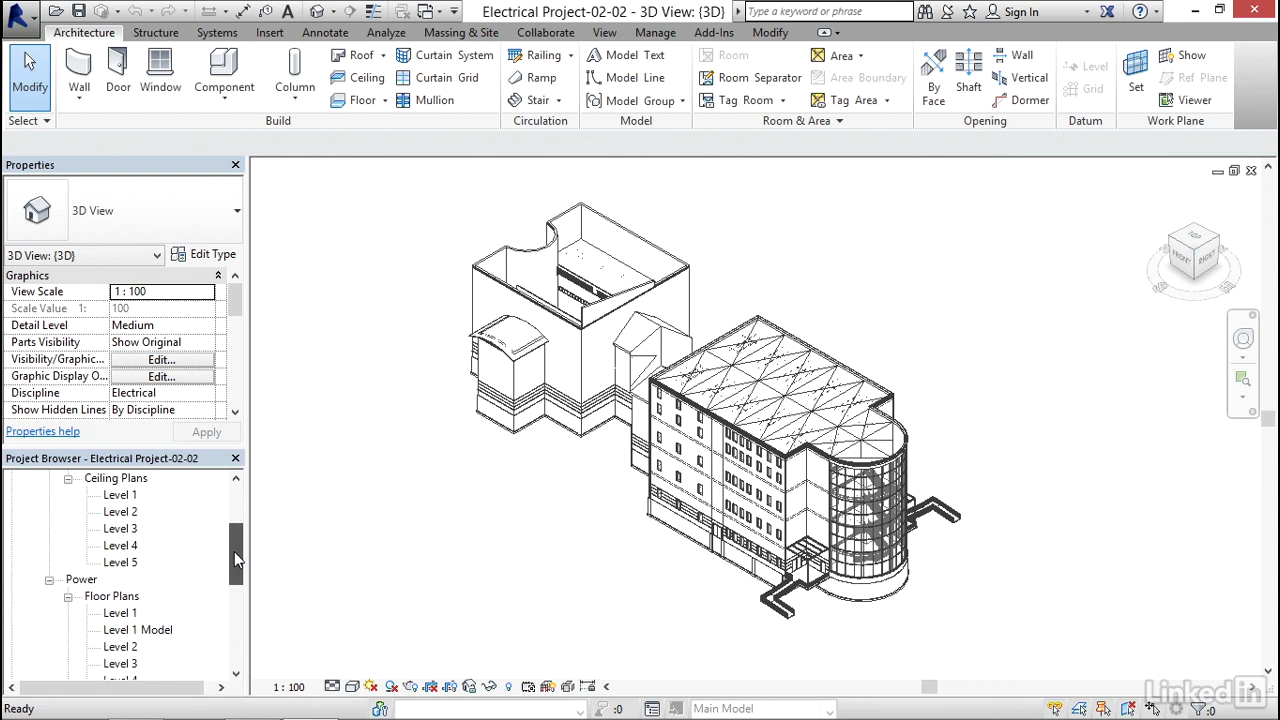 Electrical Project-02-02 - 3D View: {3D}
Type a keyword or phrase
Sign In
Architecture Structure Systems Insert Annotate Analyze Massing & Site Collaborate View Manage Add-Ins Modify
Modify
Wall
Door
Window
Component
Column
Roof
Ceiling
Floor
Curtain System
Curtain Grid
Mullion
Railing
Ramp
Stair
Model Text
Model Line
Model Group
Room
Room Separator
Tag Room
Area
Area Boundary
Tag Area
By Face
Shaft
Wall
Vertical
Dormer
Level
Grid
Set
Show
Ref Plane
Viewer
Select Build Circulation Model Room & Area Opening Datum Work Plane
Properties
3D View
3D View: {3D} Edit Type
Graphics
View Scale 1 : 100
Scale Value 1: 100
Detail Level Medium
Parts Visibility Show Original
Visibility/Graphic... Edit...
Graphic Display O... Edit...
Discipline Electrical
Show Hidden Lines By Discipline
Properties help Apply
Project Browser - Electrical Project-02-02
Ceiling Plans
Level 1
Level 2
Level 3
Level 4
Level 5
Power
Floor Plans
Level 1
Level 1 Model
Level 2
Level 3
TOP
FRONT
RIGHT
1 : 100
Ready
:0
Main Model
:0
LinkedIn